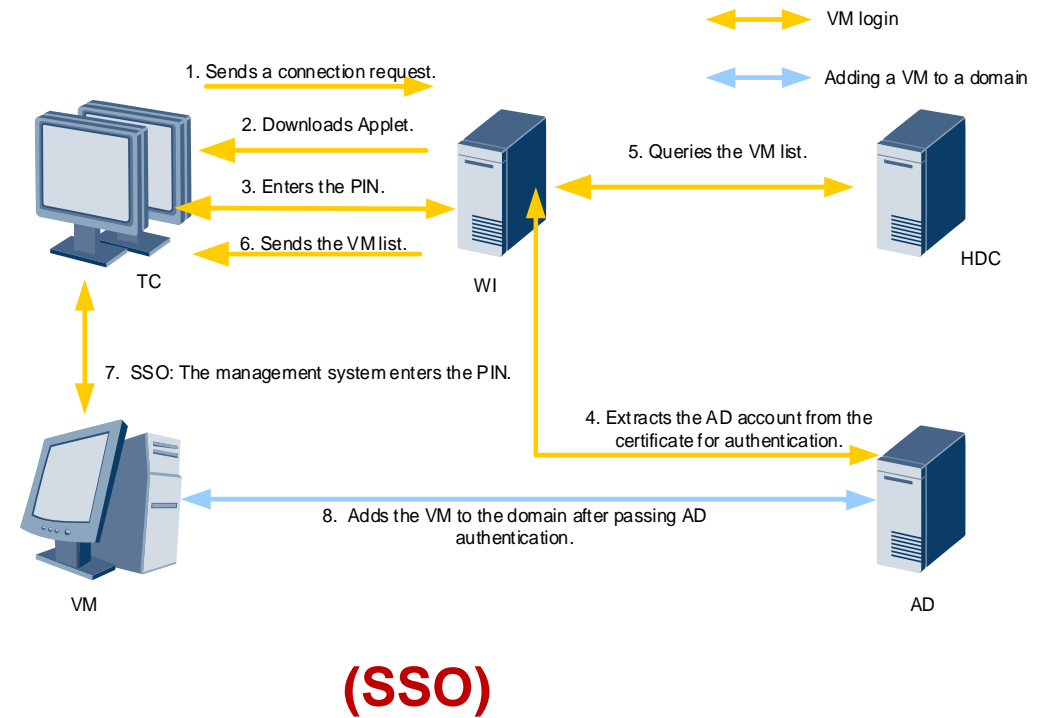 VM login
Adding a VM to a domain
1. Sends a connection request.
2. Downloads Applet.
3. Enters the PIN.
6. Sends the VM list.
5. Queries the VM list.
TC
WI
HDC
7. SSO: The management system enters the PIN.
4. Extracts the AD account from the
certificate for authentication.
8. Adds the VM to the domain after passing AD
authentication.
VM
AD
(SSO)